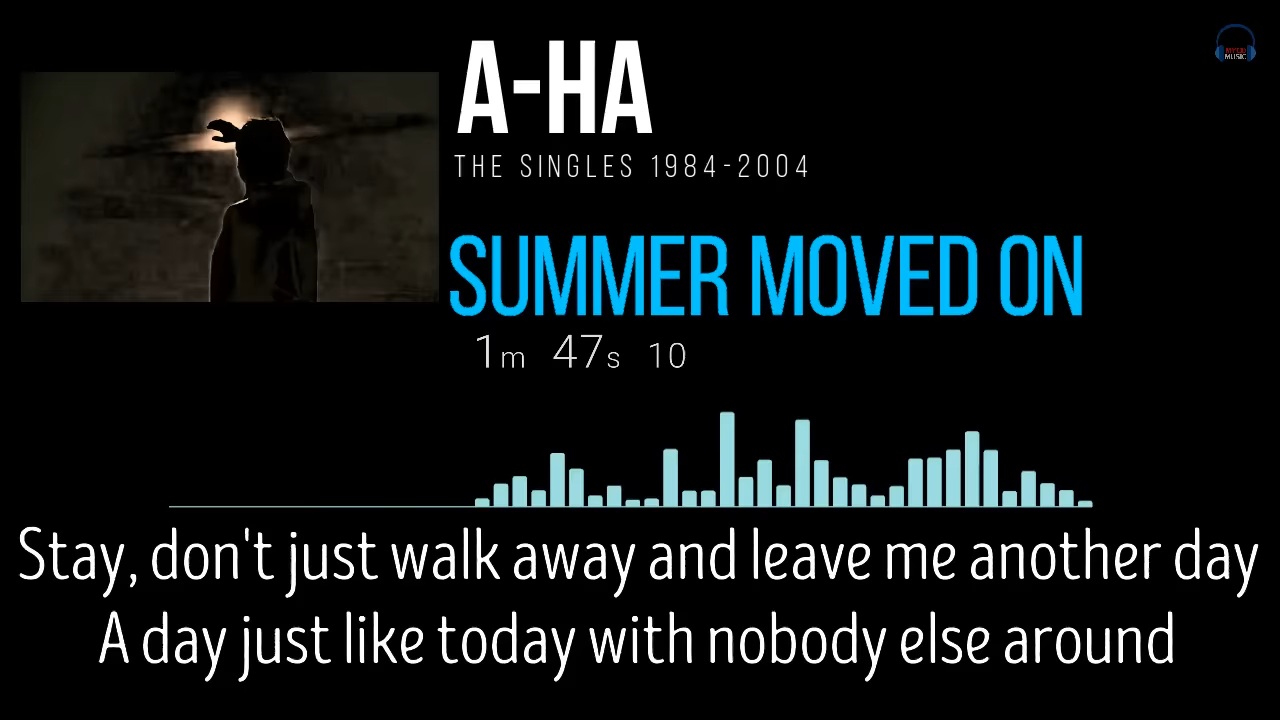 A-HA
THE SINGLES 1984-2004
SUMMER MOVED ON
1m 47s 10
Stay, don't just walk away and leave me another day
A day just like today with nobody else around
MUSIC